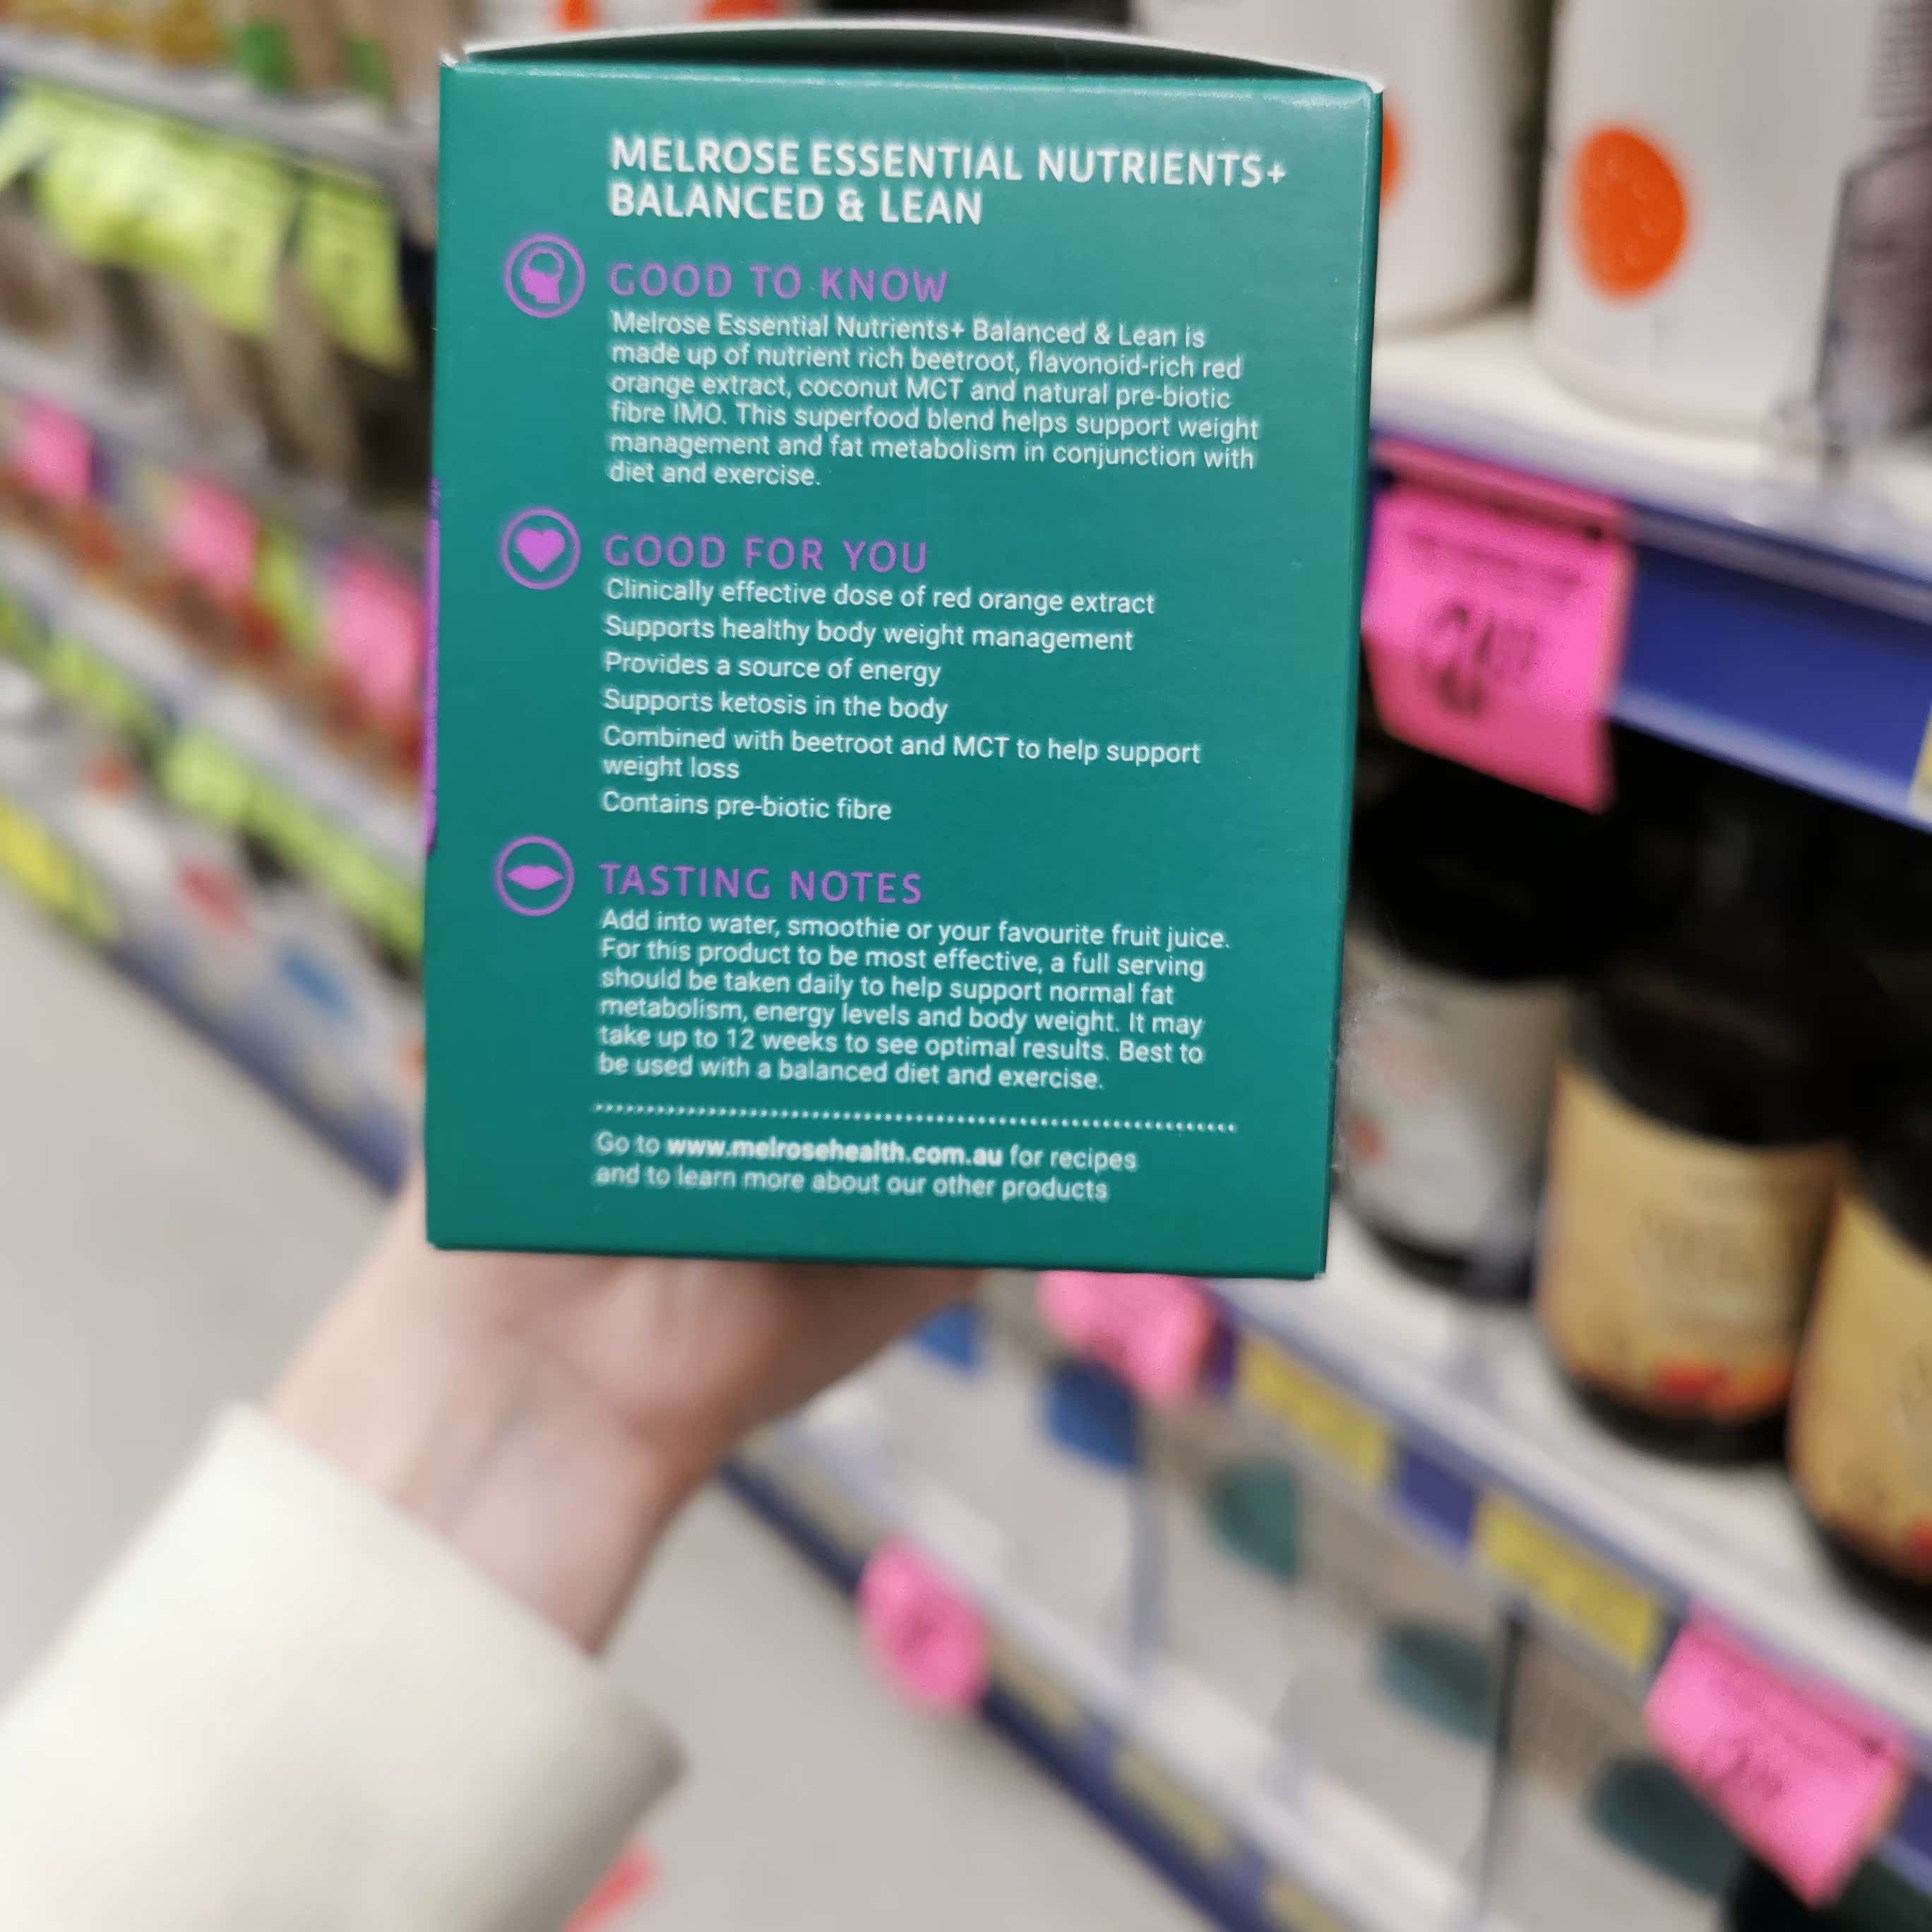 MELROSE ESSENTIAL NUTRIENTS+
BALANCED & LEAN
GOOD TO KNOW
Melrose Essential Nutrients+ Balanced & Lean is
made up of nutrient rich beetroot, flavonoid-rich red
orange extract, coconut MCT and natural pre-biotic
fibre IMO. This superfood blend helps support weight
management and fat metabolism in conjunction with
diet and exercise.
GOOD FOR YOU
Clinically effective dose of red orange extract
Supports healthy body weight management
Provides a source of energy
Supports ketosis in the body
Combined with beetroot and MCT to help support
weight loss
Contains pre-biotic fibre
TASTING NOTES
Add into water, smoothie or your favourite fruit juice.
For this product to be most effective, a full serving
should be taken daily to help support normal fat
metabolism, energy levels and body weight. It may
take up to 12 weeks to see optimal results. Best to
be used with a balanced diet and exercise.
Go to www.melrosehealth.com.au for recipes
and to learn more about our other products